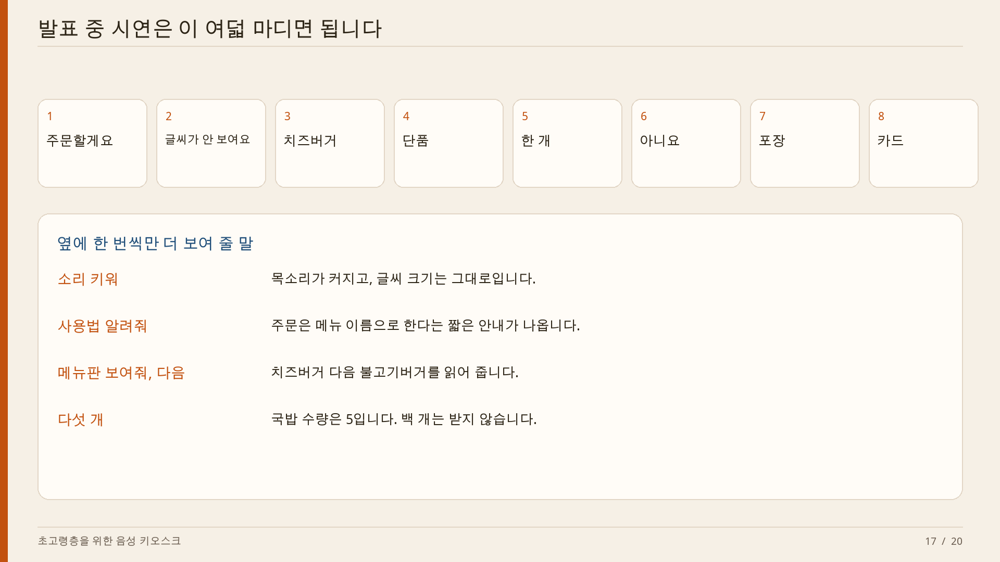 발표 중 시연은 이 여덟 마디면 됩니다
1
주문할게요
2
글씨가 안 보여요
3
치즈버거
4
단품
5
한 개
6
아니요
7
포장
8
카드
옆에 한 번씩만 더 보여 줄 말
소리 키워
목소리가 커지고, 글씨 크기는 그대로입니다.
사용법 알려줘
주문은 메뉴 이름으로 한다는 짧은 안내가 나옵니다.
메뉴판 보여줘, 다음
치즈버거 다음 불고기버거를 읽어 줍니다.
다섯 개
국밥 수량은 5입니다. 백 개는 받지 않습니다.
초고령층을 위한 음성 키오스크
17 / 20